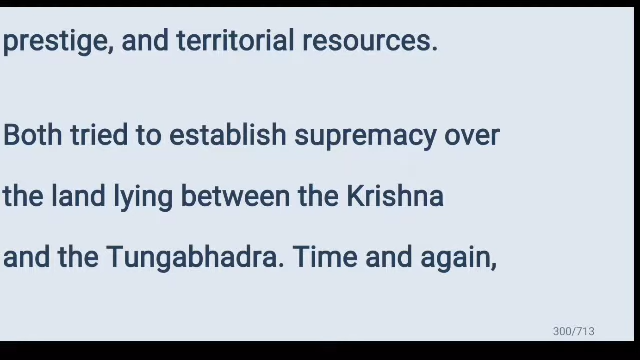 prestige, and territorial resources.
Both tried to establish supremacy over
the land lying between the Krishna
and the Tungabhadra. Time and again,
300/713